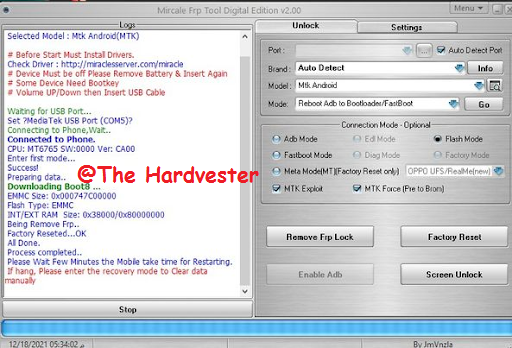 Mircale Frp Tool Digital Edition v2.00
Menu
Logs
Selected Model : Mtk Android(MTK)
# Before Start Must Install Drivers.
Check Driver : http://miraclesserver.com/miracle
# Device Must be off Please Remove Battery & Insert Again
# Some Device Need Bootkey
# Volume UP/Down then Insert USB Cable
Waiting for USB Port...
Set ?MediaTek USB Port (COM5)?
Connecting to Phone,Wait..
Connected to Phone.
CPU: MT6765 SW:0000 Ver: CA00
Enter first mode...
Success!
Preparing data..
@The Hardvester
Downloading Boot8 ...
EMMC Size: 0x000747C00000
Flash Type: EMMC
INT/EXT RAM Size: 0x38000/0x80000000
Being Remove Frp..
Factory Reseted...OK
All Done.
Process completed..
Please Wait Few Minutes the Mobile take time for Restarting.
If hang, Please enter the recovery mode to Clear data
manually
Stop
Unlock
Settings
Port :
...
Auto Detect Port
Brand :
Auto Detect
Info
Model :
Mtk Android
Mode:
Reboot Adb to Bootloader/FastBoot
Go
Connection Mode - Optional
Adb Mode
Edl Mode
Flash Mode
Fastboot Mode
Diag Mode
Factory Mode
Meta Mode(MT)(Factory Reset only)
OPPO UFS/RealMe(new)
MTK Exploit
MTK Force (Pre to Brom)
Remove Frp Lock
Factory Reset
Enable Adb
Screen Unlock
12/18/2021 05:34:02 م
By JmVnzla